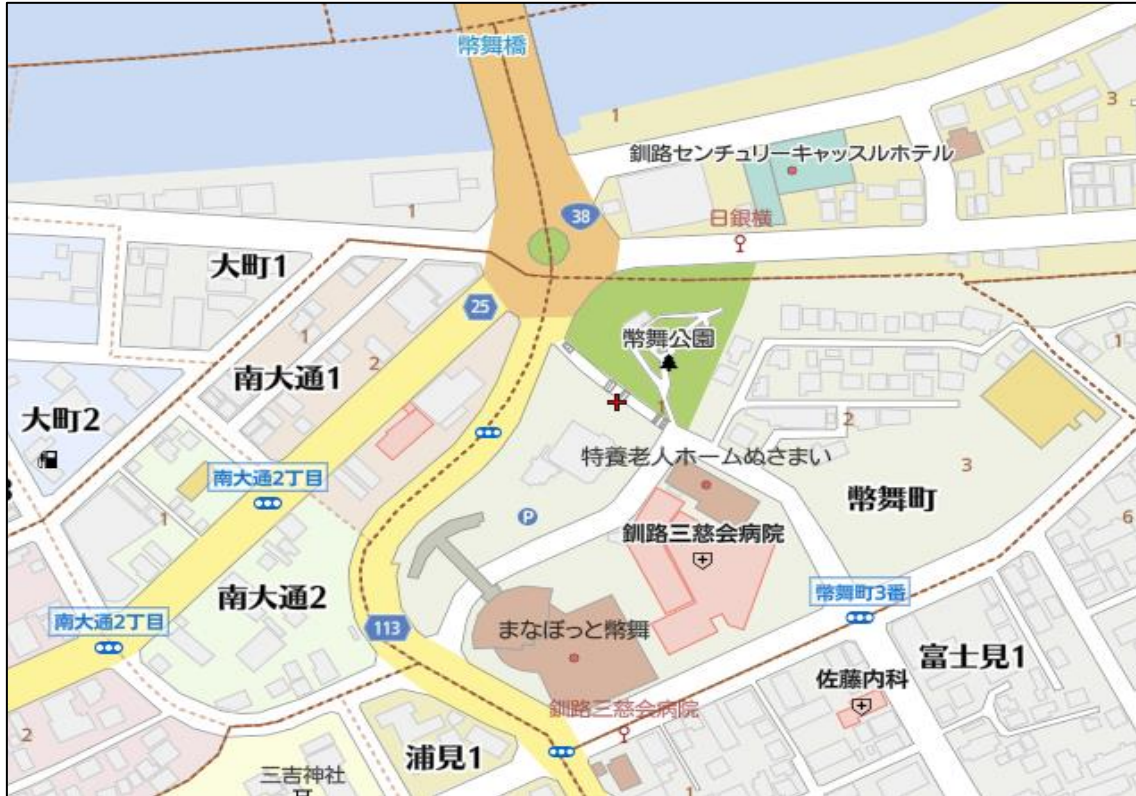 幣舞橋
3
1
釧路センチュリーキャッスルホテル
38
日銀横
1
大町1
25
1
2
南大通1
幣舞公園
1
大町2
1
2
特養老人ホームぬさまい
3
南大通2丁目
幣舞町
1
P
釧路三慈会病院
6
南大通2
幣舞町3番
113
まなぼっと幣舞
南大通2丁目
富士見1
佐藤内科
釧路三慈会病院
2
浦見1
三吉神社
1